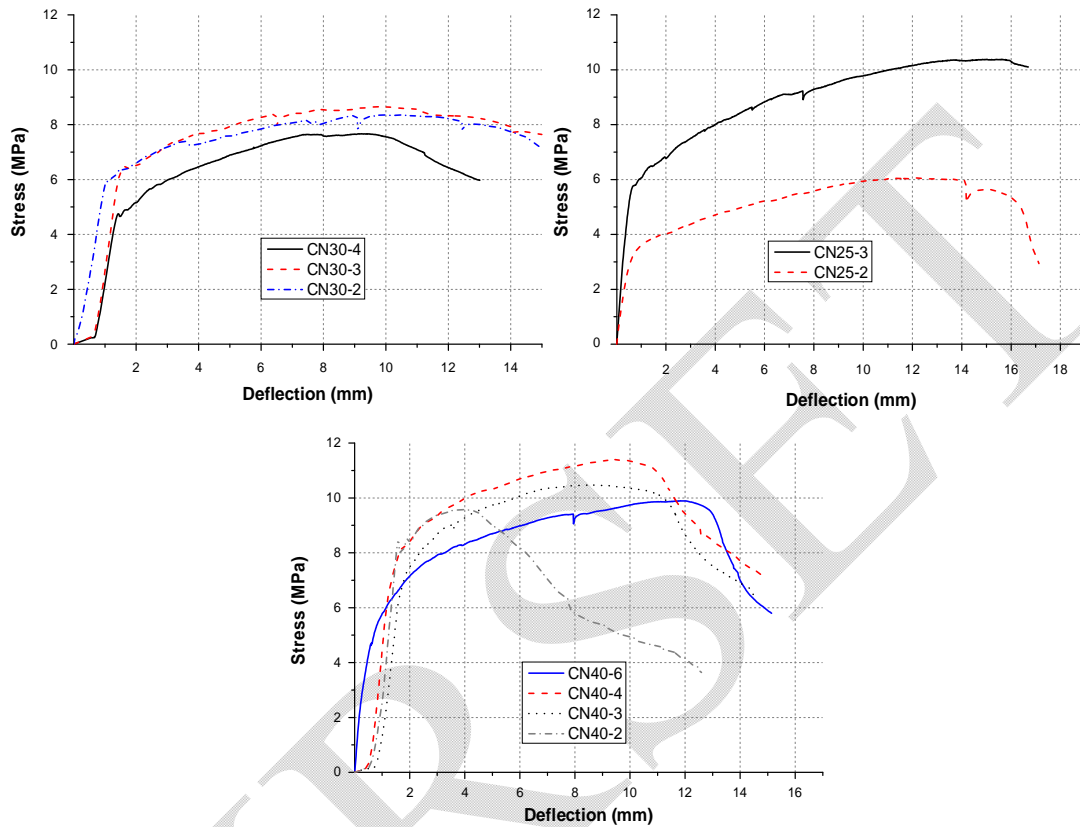 12
10
8
6
4
2
0
Stress (MPa)
CN30-4
CN30-3
CN30-2
2 4 6 8 10 12 14
Deflection (mm)
12
10
8
6
4
2
0
Stress (MPa)
CN25-3
CN25-2
2 4 6 8 10 12 14 16 18
Deflection (mm)
12
10
8
6
4
2
0
Stress (MPa)
CN40-6
CN40-4
CN40-3
CN40-2
2 4 6 8 10 12 14 16
Deflection (mm)
RSET